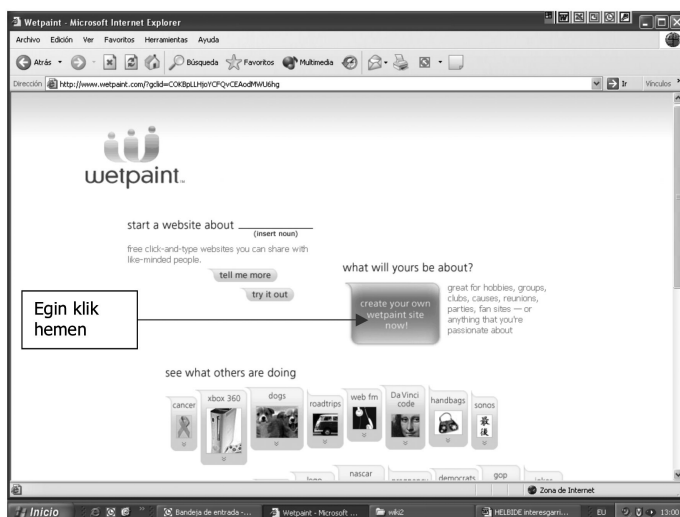 Wetpaint - Microsoft Internet Explorer
Archivo Edición Ver Favoritos Herramientas Ayuda
Atrás Búsqueda Favoritos Multimedia
Dirección http://www.wetpaint.com/?gclid=COKBpLLHjoYCFQvCEAodMWU6hg Ir Vínculos
wetpaint™
start a website about
(insert noun)
free click-and-type websites you can share with
like-minded people.
tell me more
try it out
what will yours be about?
create your own
wetpaint site
now!
great for hobbies, groups,
clubs, causes, reunions,
parties, fan sites — or
anything that you're
passionate about
Egin klik
hemen
see what others are doing
cancer xbox 360 dogs roadtrips web fm Da Vinci code handbags sonos
最後
nascar democrats gop
Zona de Internet
Inicio Bandeja de entrada -... Wetpaint - Microsoft ... wiki2 HELBIDE interesgarri... EU 13:00